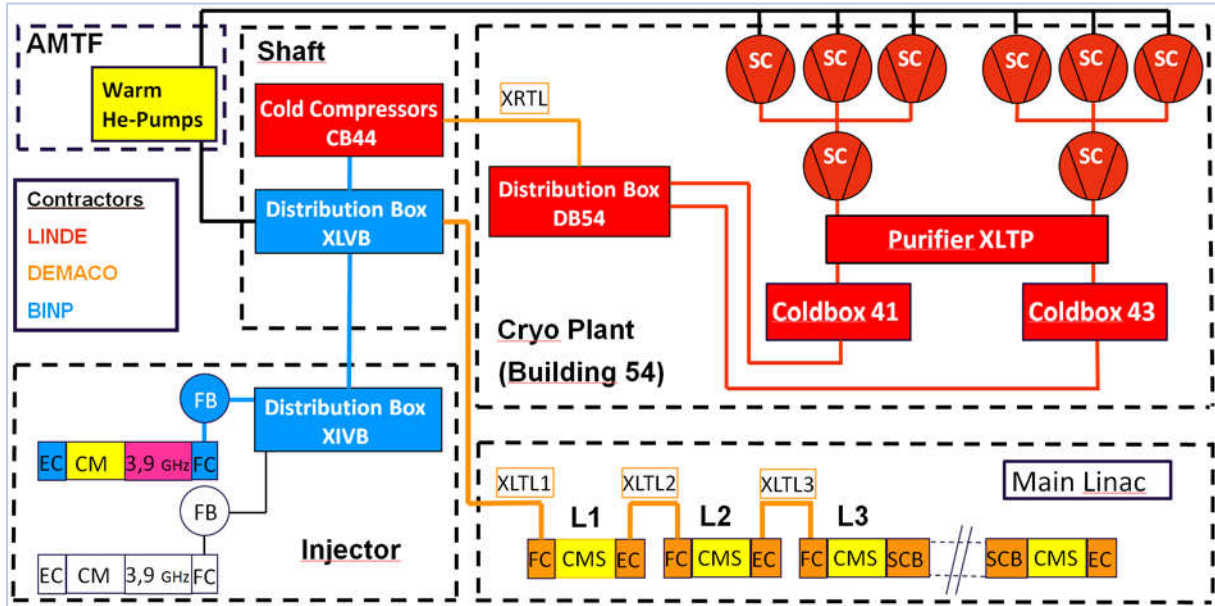 AMTF
Warm
He-Pumps
Contractors
LINDE
DEMACO
BINP
Shaft
Cold Compressors
CB44
Distribution Box
XLVB
XRTL
SC
SC
SC
SC
SC
SC
SC
SC
Distribution Box
DB54
Purifier XLTP
Coldbox 41
Coldbox 43
Cryo Plant
(Building 54)
FB
Distribution Box
XIVB
EC CM 3,9 GHz FC
FB
EC CM 3,9 GHz FC
Injector
XLTL1
XLTL2
XLTL3
Main Linac
L1
L2
L3
FC CMS EC
FC CMS EC
FC CMS SCB
SCB CMS EC